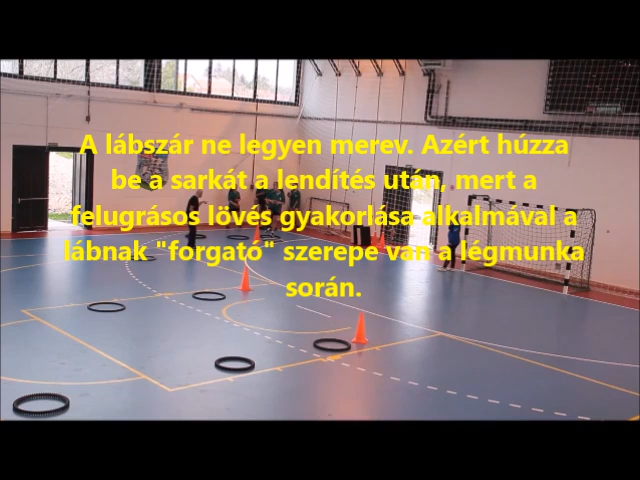 A lábszár ne legyen merev. Azért húzza
be a sarkát a lendítés után, mert a
felugrásos lövés gyakorlása alkalmával a
lábnak "forgató" szerepe van a légmunka
során.